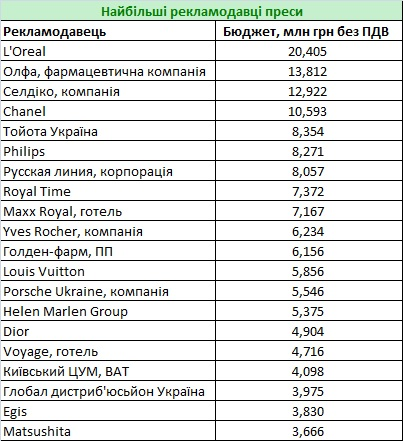 Найбільші рекламодавці преси
Рекламодавець Бюджет, млн грн без ПДВ
L'Oreal 20,405
Олфа, фармацевтична компанія 13,812
Селдіко, компанія 12,922
Chanel 10,593
Тойота Україна 8,354
Philips 8,271
Русская линия, корпорація 8,057
Royal Time 7,372
Maxx Royal, готель 7,167
Yves Rocher, компанія 6,234
Голден-фарм, ПП 6,156
Louis Vuitton 5,856
Porsche Ukraine, компанія 5,546
Helen Marlen Group 5,375
Dior 4,904
Voyage, готель 4,716
Київський ЦУМ, ВАТ 4,098
Глобал дистриб'юсьйон Україна 3,975
Egis 3,830
Matsushita 3,666